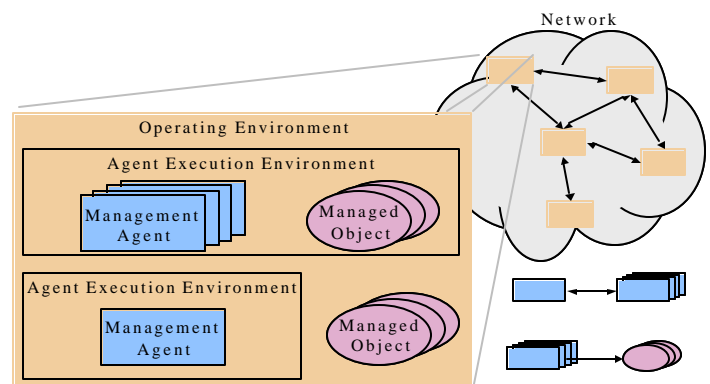 Network
Operating Environment
Agent Execution Environment
Management
Agent
Managed
Object
Agent Execution Environment
Management
Agent
Managed
Object